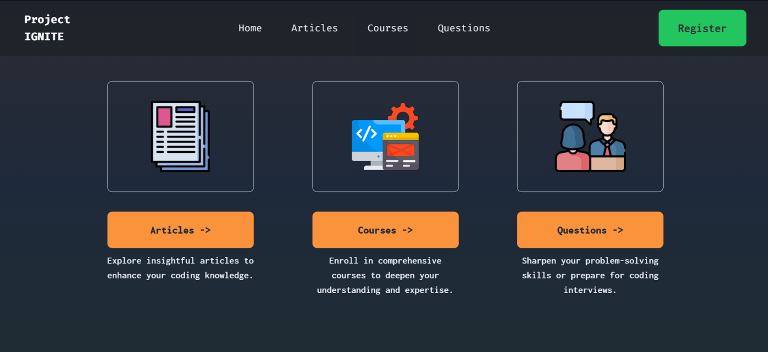 Project
IGNITE
Home Articles Courses Questions
Register
Articles ->
Explore insightful articles to
enhance your coding knowledge.
Courses ->
Enroll in comprehensive
courses to deepen your
understanding and expertise.
Questions ->
Sharpen your problem-solving
skills or prepare for coding
interviews.